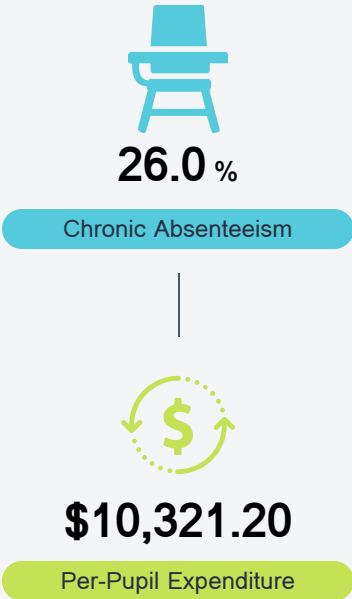 26.0 %
Chronic Absenteeism
$
$10,321.20
Per-Pupil Expenditure